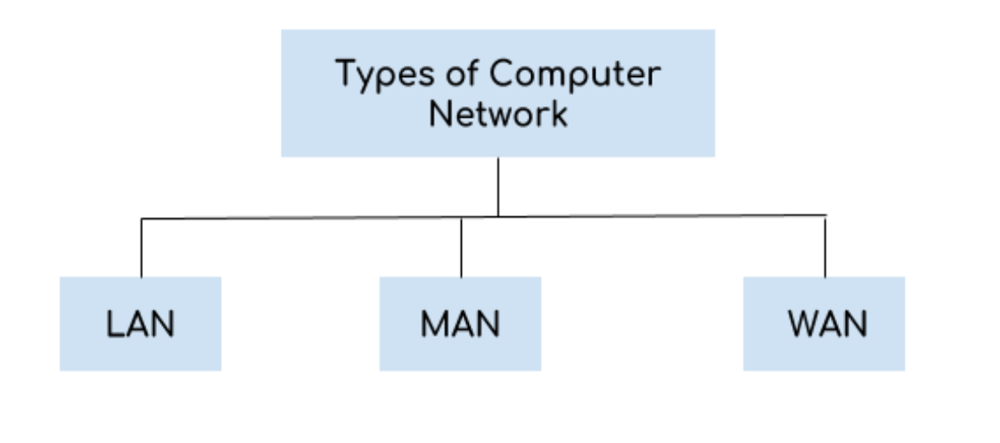 Types of Computer
Network
LAN
MAN
WAN